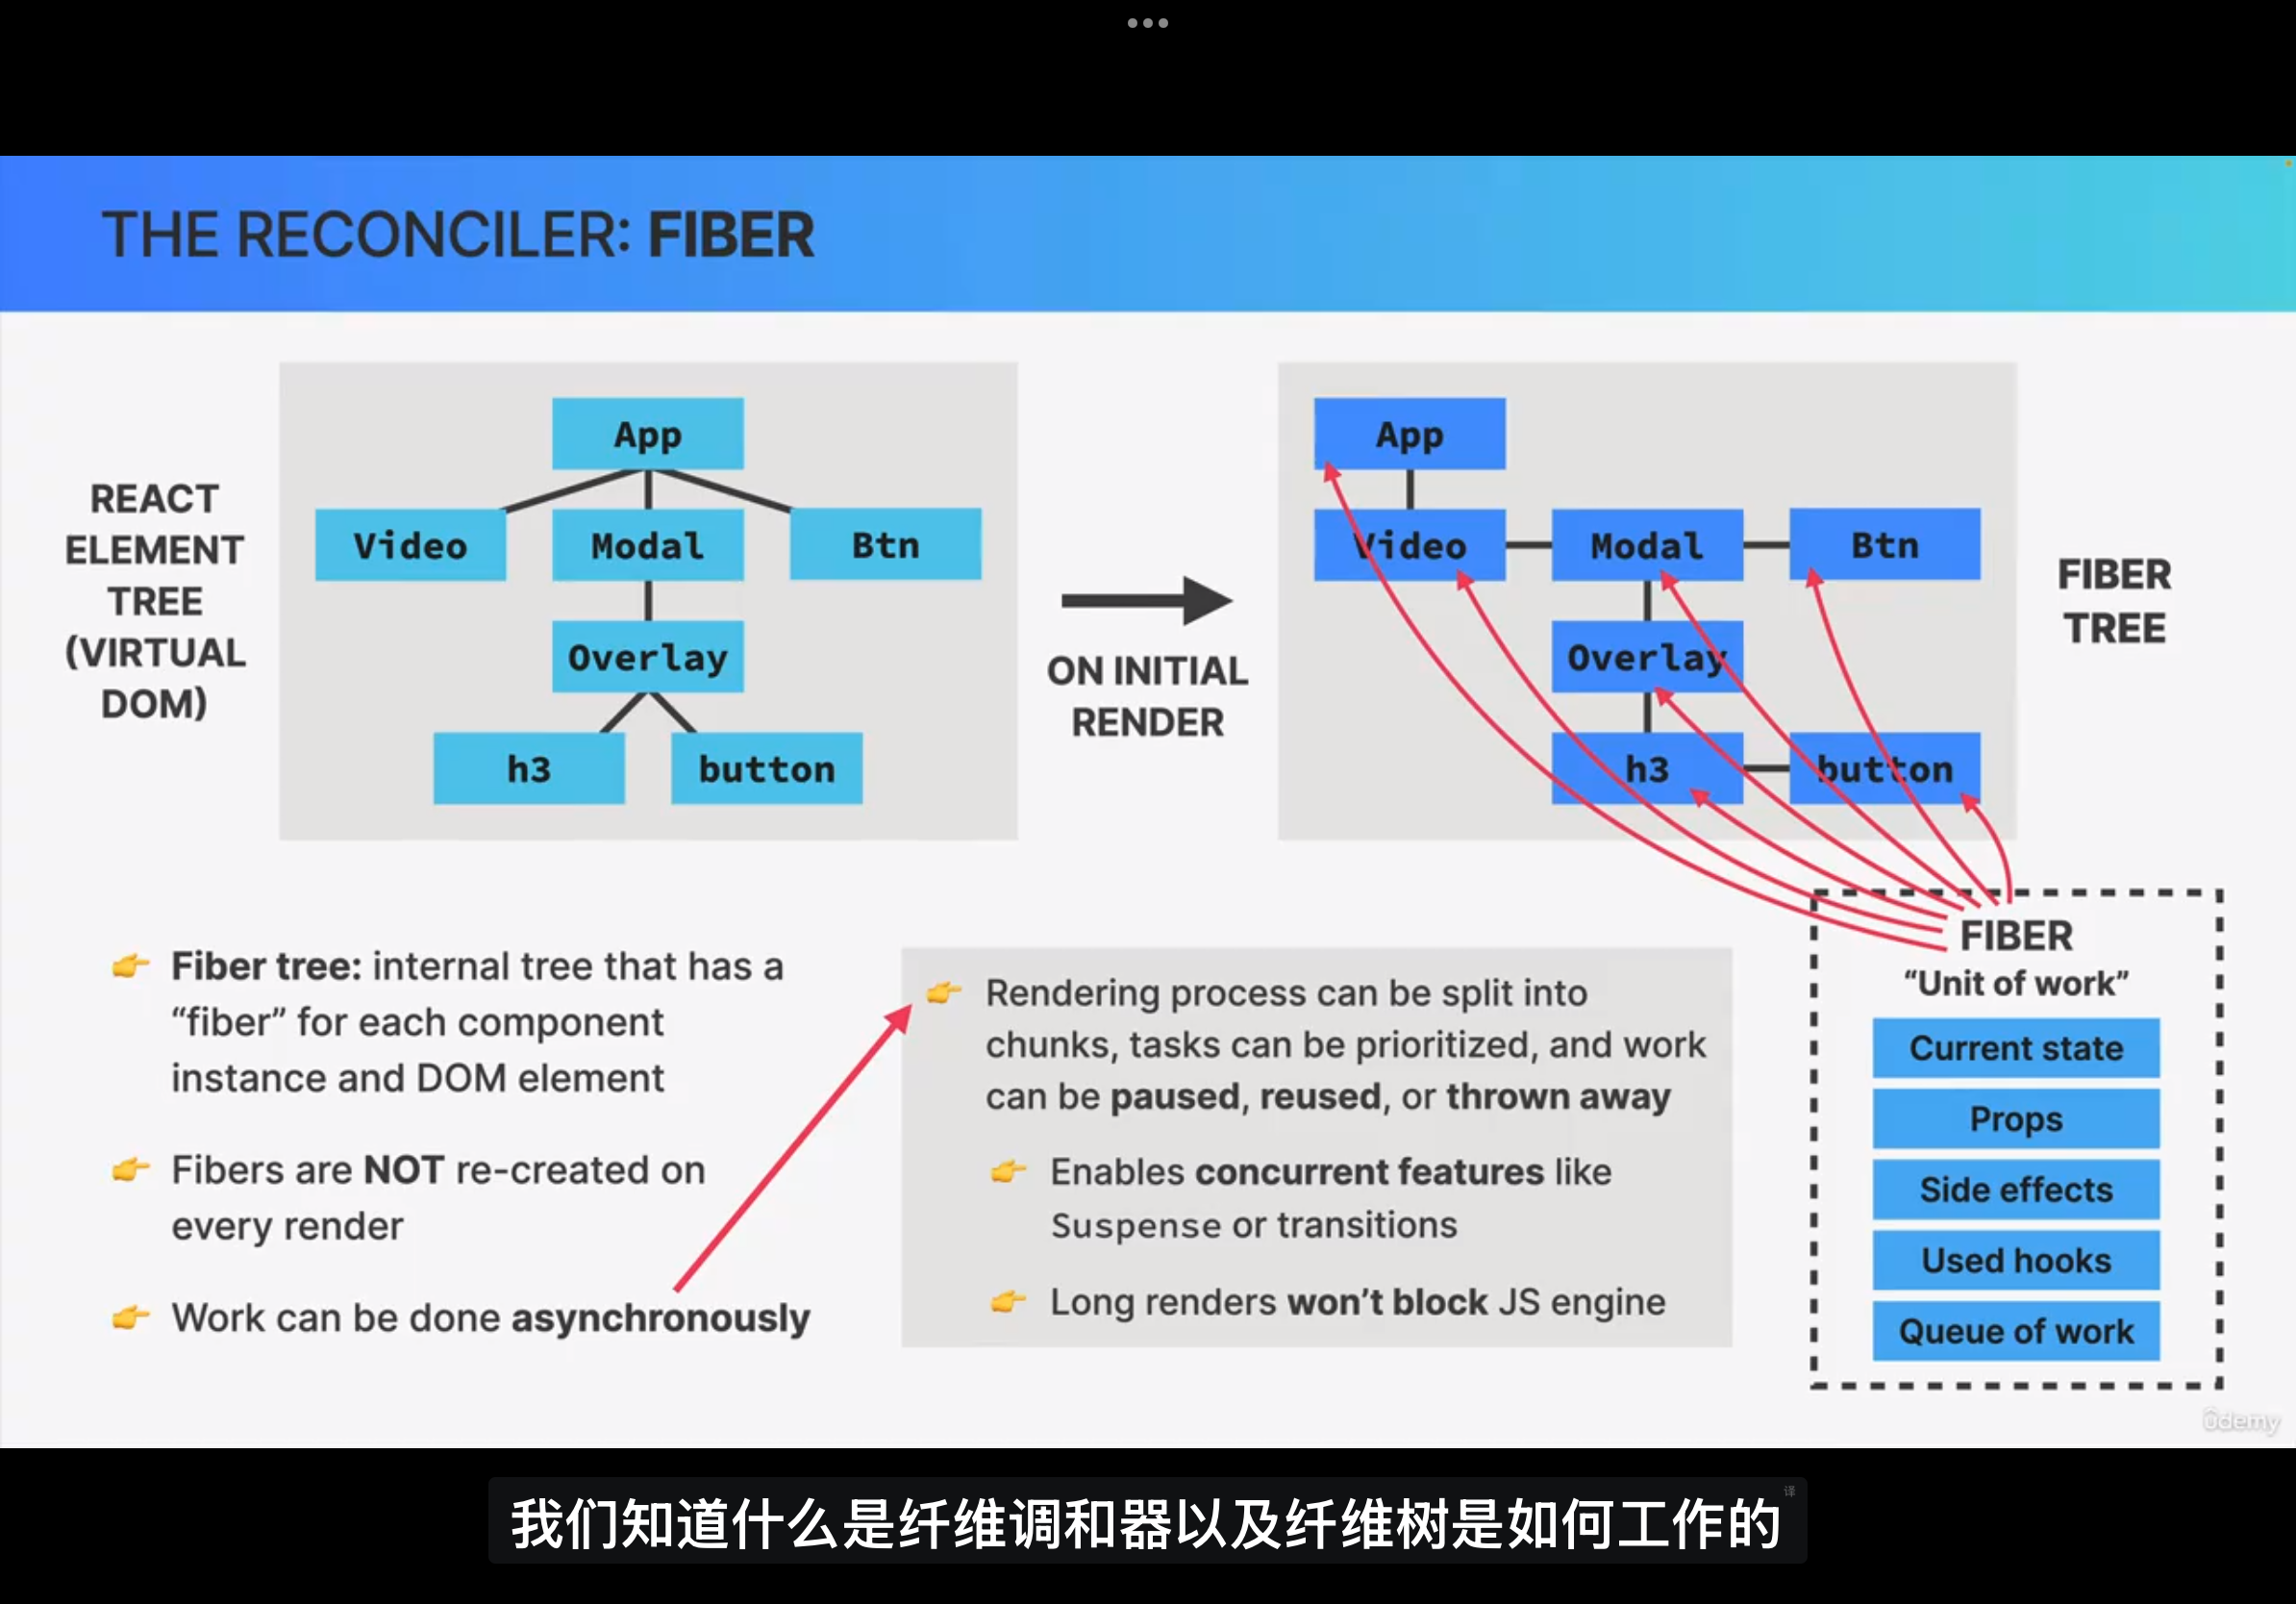 THE RECONCILER: FIBER
REACT
ELEMENT
TREE
(VIRTUAL
DOM)
App
Video
Modal
Btn
Overlay
h3
button
ON INITIAL
RENDER
App
Video
Modal
Btn
Overlay
h3
button
FIBER
TREE
👉 Fiber tree: internal tree that has a
“fiber” for each component
instance and DOM element
👉 Fibers are NOT re-created on
every render
👉 Work can be done asynchronously
👉 Rendering process can be split into
chunks, tasks can be prioritized, and work
can be paused, reused, or thrown away
👉 Enables concurrent features like
Suspense or transitions
👉 Long renders won’t block JS engine
FIBER
“Unit of work”
Current state
Props
Side effects
Used hooks
Queue of work
ûdemy
我们知道什么是纤维调和器以及纤维树是如何工作的
译